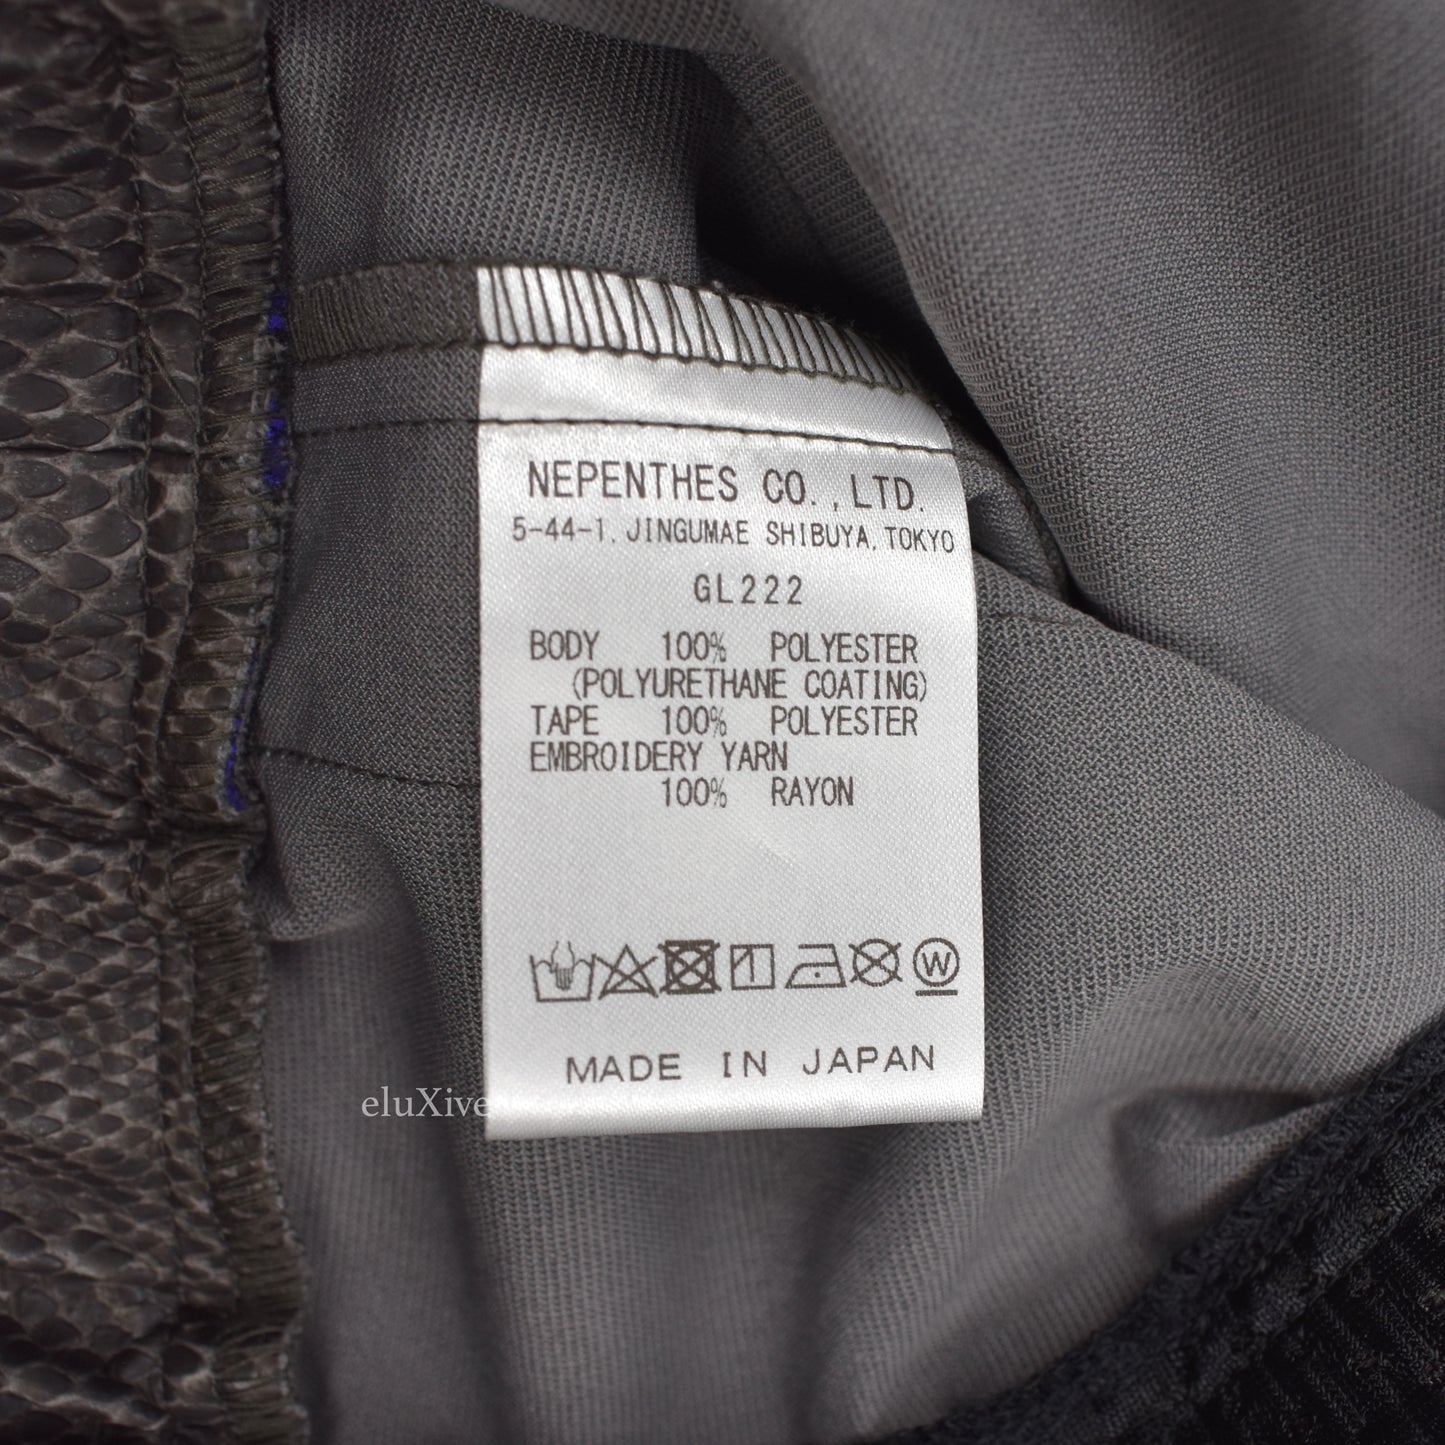 NEPENTHES CO.,LTD.
5-44-1, JINGUMAE SHIBUYA, TOKYO
GL222
BODY 100% POLYESTER
(POLYURETHANE COATING)
TAPE 100% POLYESTER
EMBROIDERY YARN
100% RAYON
W
MADE IN JAPAN
eluXive